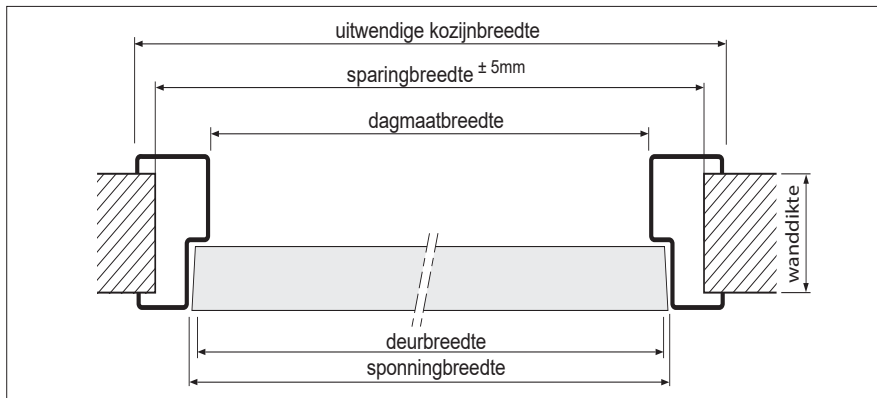 uitwendige kozijnbreedte
sparingbreedte ± 5mm
dagmaatbreedte
wanddikte
deurbreedte
sponningbreedte